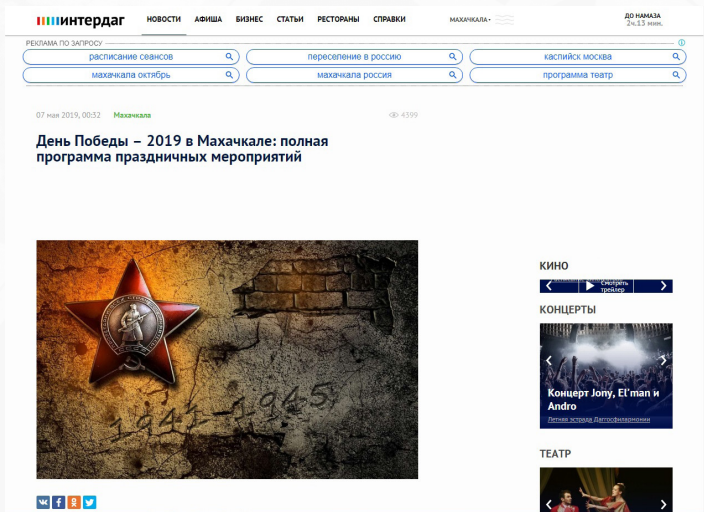 интердаг
НОВОСТИ АФИША БИЗНЕС СТАТЬИ РЕСТОРАНЫ СПРАВКИ
МАХАЧКАЛА
ДО НАМАЗА
2ч.13 мин.
РЕКЛАМА ПО ЗАПРОСУ
расписание сеансов
переселение в россию
каспийск москва
махачкала октябрь
махачкала россия
программа театр
07 мая 2019, 00:32 Махачкала 4399
День Победы – 2019 в Махачкале: полная
программа праздничных мероприятий
1941-1945
КИНО
Смотреть
трейлер
КОНЦЕРТЫ
Концерт Jony, El'man и
Andro
Летняя эстрада Даггосфилармонии
ТЕАТР